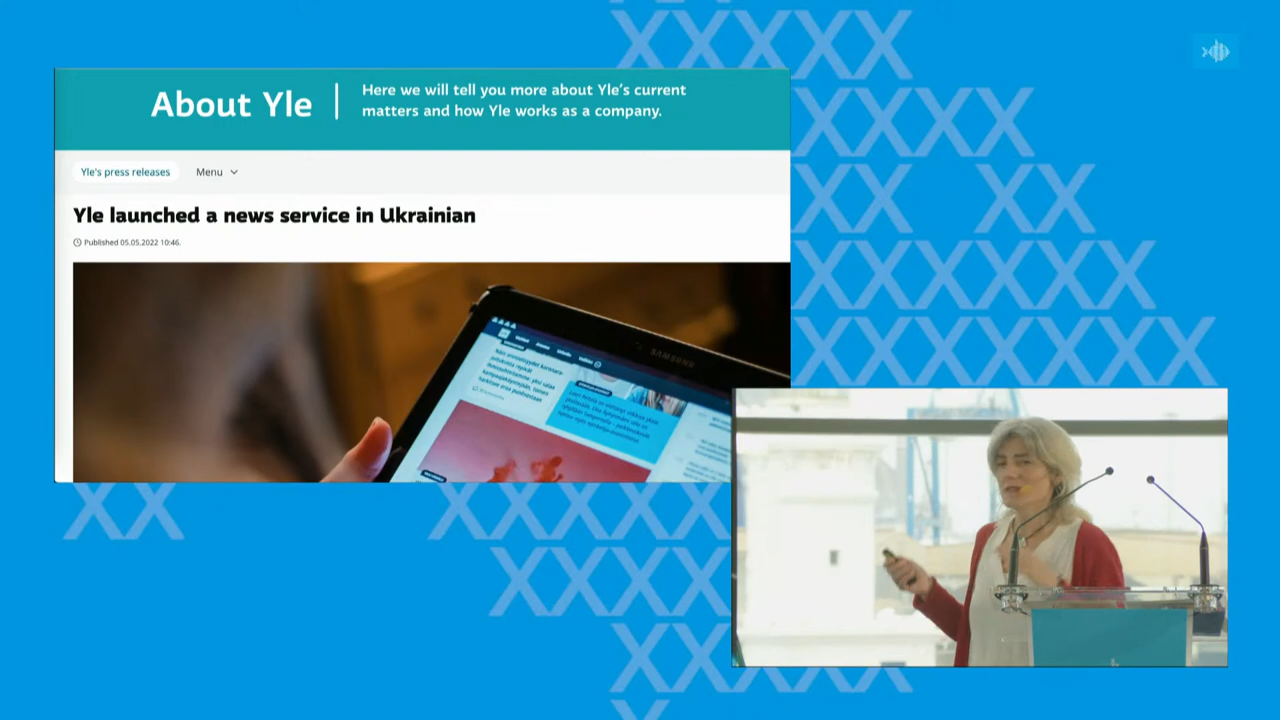 About Yle
Here we will tell you more about Yle's current
matters and how Yle works as a company.
Yle's press releases
Menu
Yle launched a news service in Ukrainian
Published 05.05.2022 10:46.
SAMSUNG